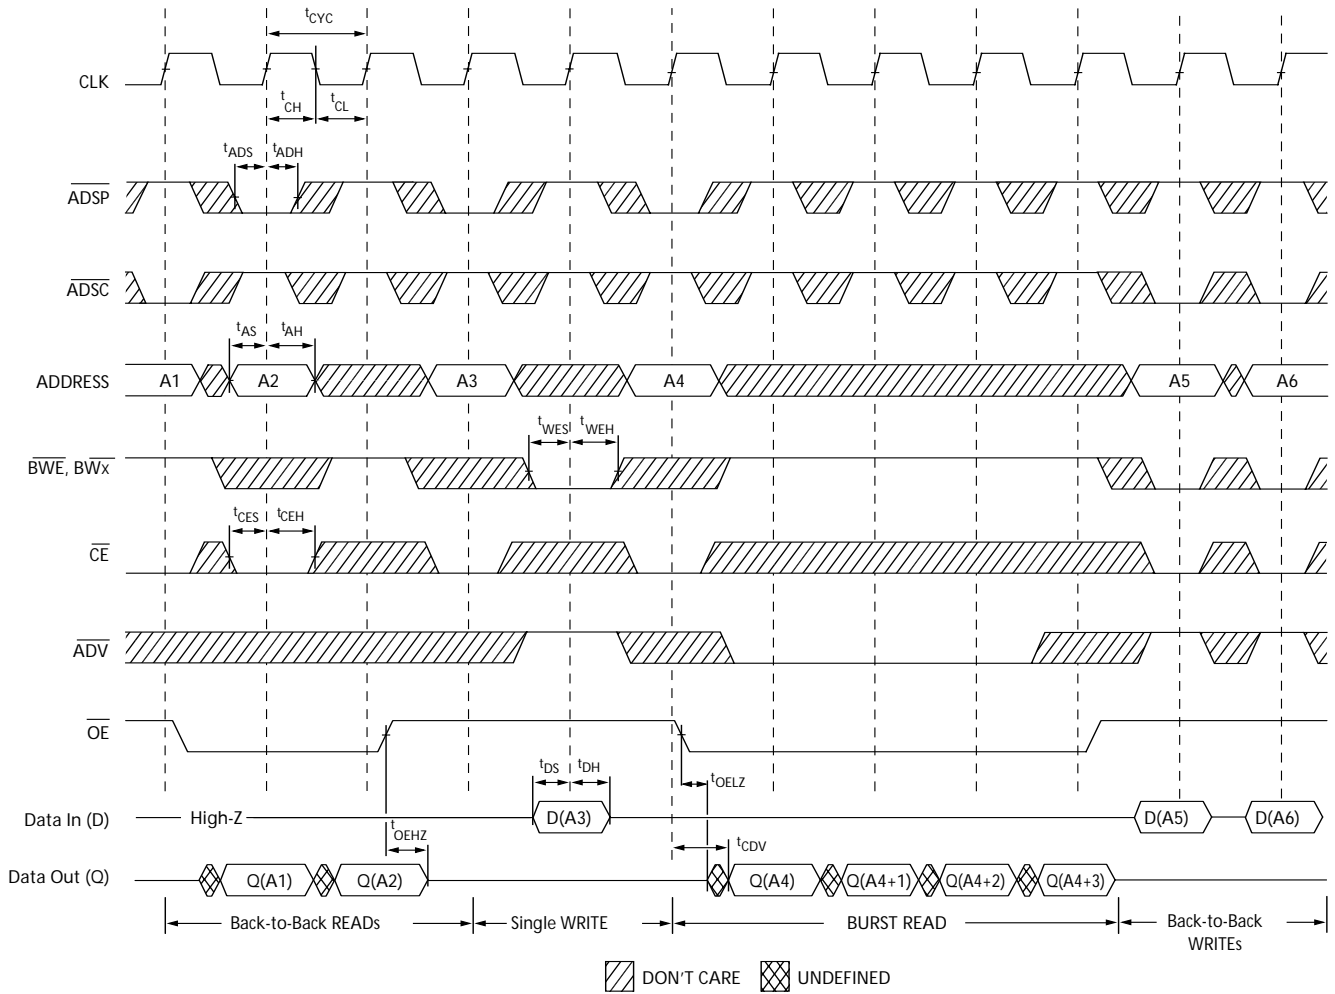 tCYC
CLK
tCH
tCL
tADS
tADH
ADSP
ADSC
tAS
tAH
ADDRESS
A1
A2
A3
A4
A5
A6
tWES
tWEH
BWE, BWx
tCES
tCEH
CE
ADV
OE
tDS
tDH
tOELZ
Data In (D)
High-Z
D(A3)
D(A5)
D(A6)
tOEHZ
tCDV
Data Out (Q)
Q(A1)
Q(A2)
Q(A4)
Q(A4+1)
Q(A4+2)
Q(A4+3)
Back-to-Back READs
Single WRITE
BURST READ
Back-to-Back
WRITEs
DON'T CARE
UNDEFINED